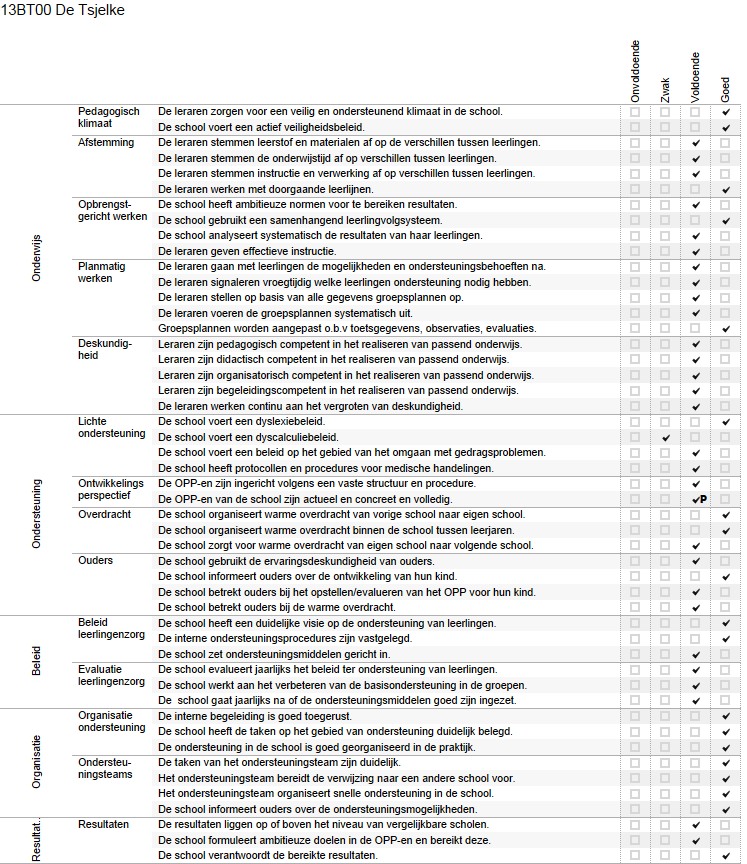 13BT00 De Tsjelke
Onvoldoende
Zwak
Voldoende
Goed
Onderwijs
Pedagogisch klimaat
De leraren zorgen voor een veilig en ondersteunend klimaat in de school.
De school voert een actief veiligheidsbeleid.
Afstemming
De leraren stemmen leerstof en materialen af op de verschillen tussen leerlingen.
De leraren stemmen de onderwijstijd af op verschillen tussen leerlingen.
De leraren stemmen instructie en verwerking af op verschillen tussen leerlingen.
De leraren werken met doorgaande leerlijnen.
Opbrengst-
gericht werken
De school heeft ambitieuze normen voor te bereiken resultaten.
De school gebruikt een samenhangend leerlingvolgsysteem.
De school analyseert systematisch de resultaten van haar leerlingen.
De leraren geven effectieve instructie.
Planmatig
werken
De leraren gaan met leerlingen de mogelijkheden en ondersteuningsbehoeften na.
De leraren signaleren vroegtijdig welke leerlingen ondersteuning nodig hebben.
De leraren stellen op basis van alle gegevens groepsplannen op.
De leraren voeren de groepsplannen systematisch uit.
Groepsplannen worden aangepast o.b.v toetsgegevens, observaties, evaluaties.
Deskundig-
heid
Leraren zijn pedagogisch competent in het realiseren van passend onderwijs.
Leraren zijn didactisch competent in het realiseren van passend onderwijs.
Leraren zijn organisatorisch competent in het realiseren van passend onderwijs.
Leraren zijn begeleidingscompetent in het realiseren van passend onderwijs.
De leraren werken continu aan het vergroten van deskundigheid.
Ondersteuning
Lichte
ondersteuning
De school voert een dyslexiebeleid.
De school voert een dyscalculiebeleid.
De school voert een beleid op het gebied van het omgaan met gedragsproblemen.
De school heeft protocollen en procedures voor medische handelingen.
Ontwikkelings
perspectief
De OPP-en zijn ingericht volgens een vaste structuur en procedure.
De OPP-en van de school zijn actueel en concreet en volledig.
P
Overdracht
De school organiseert warme overdracht van vorige school naar eigen school.
De school organiseert warme overdracht binnen de school tussen leerjaren.
De school zorgt voor warme overdracht van eigen school naar volgende school.
Ouders
De school gebruikt de ervaringsdeskundigheid van ouders.
De school informeert ouders over de ontwikkeling van hun kind.
De school betrekt ouders bij het opstellen/evalueren van het OPP voor hun kind.
De school betrekt ouders bij de warme overdracht.
Beleid
Beleid
leerlingenzorg
De school heeft een duidelijke visie op de ondersteuning van leerlingen.
De interne ondersteuningsprocedures zijn vastgelegd.
De school zet ondersteuningsmiddelen gericht in.
Evaluatie
leerlingenzorg
De school evalueert jaarlijks het beleid ter ondersteuning van leerlingen.
De school werkt aan het verbeteren van de basisondersteuning in de groepen.
De school gaat jaarlijks na of de ondersteuningsmiddelen goed zijn ingezet.
Organisatie
Organisatie
ondersteuning
De interne begeleiding is goed toegerust.
De school heeft de taken op het gebied van ondersteuning duidelijk belegd.
De ondersteuning in de school is goed georganiseerd in de praktijk.
Ondersteu-
ningsteams
De taken van het ondersteuningsteam zijn duidelijk.
Het ondersteuningsteam bereidt de verwijzing naar een andere school voor.
Het ondersteuningsteam organiseert snelle ondersteuning in de school.
De school informeert ouders over de ondersteuningsmogelijkheden.
Resultat..
Resultaten
De resultaten liggen op of boven het niveau van vergelijkbare scholen.
De school formuleert ambitieuze doelen in de OPP-en en bereikt deze.
De school verantwoordt de bereikte resultaten.